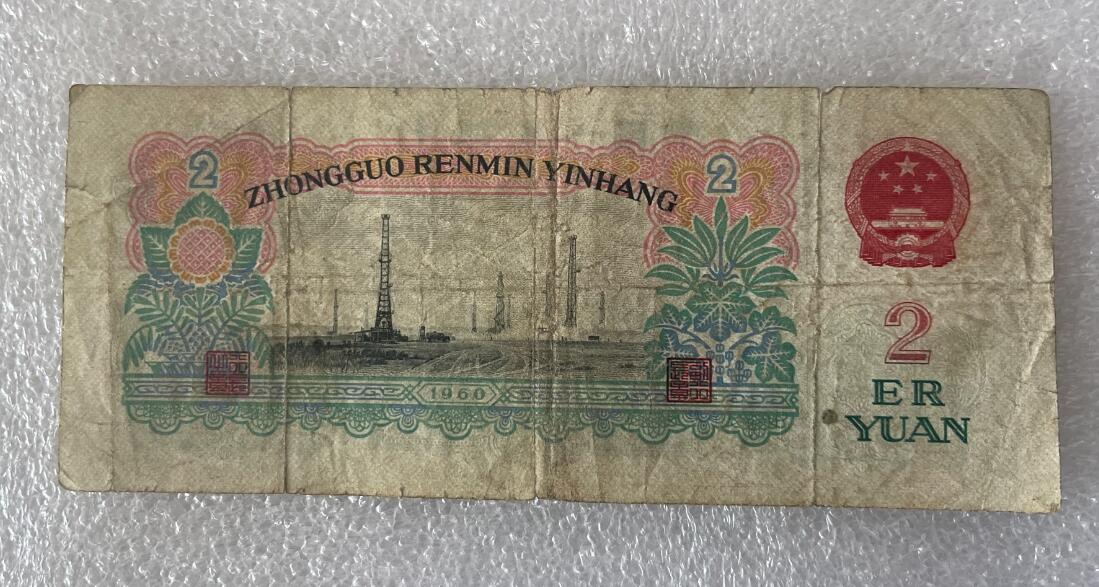 2
2
ZHONGGUO RENMIN YINHANG
1960
2
ER
YUAN